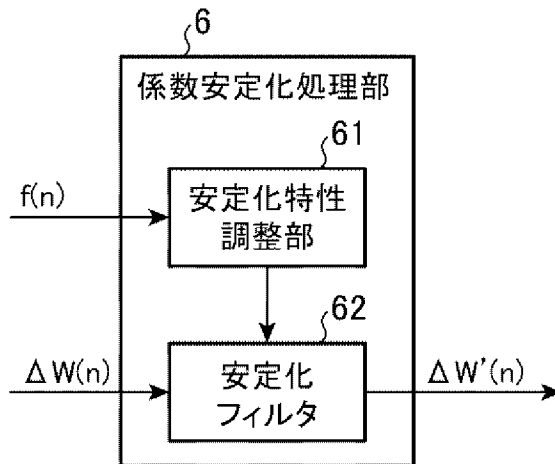 6
係数安定化処理部
61
f(n)
安定化特性
調整部
62
ΔW(n)
安定化
フィルタ
ΔW'(n)